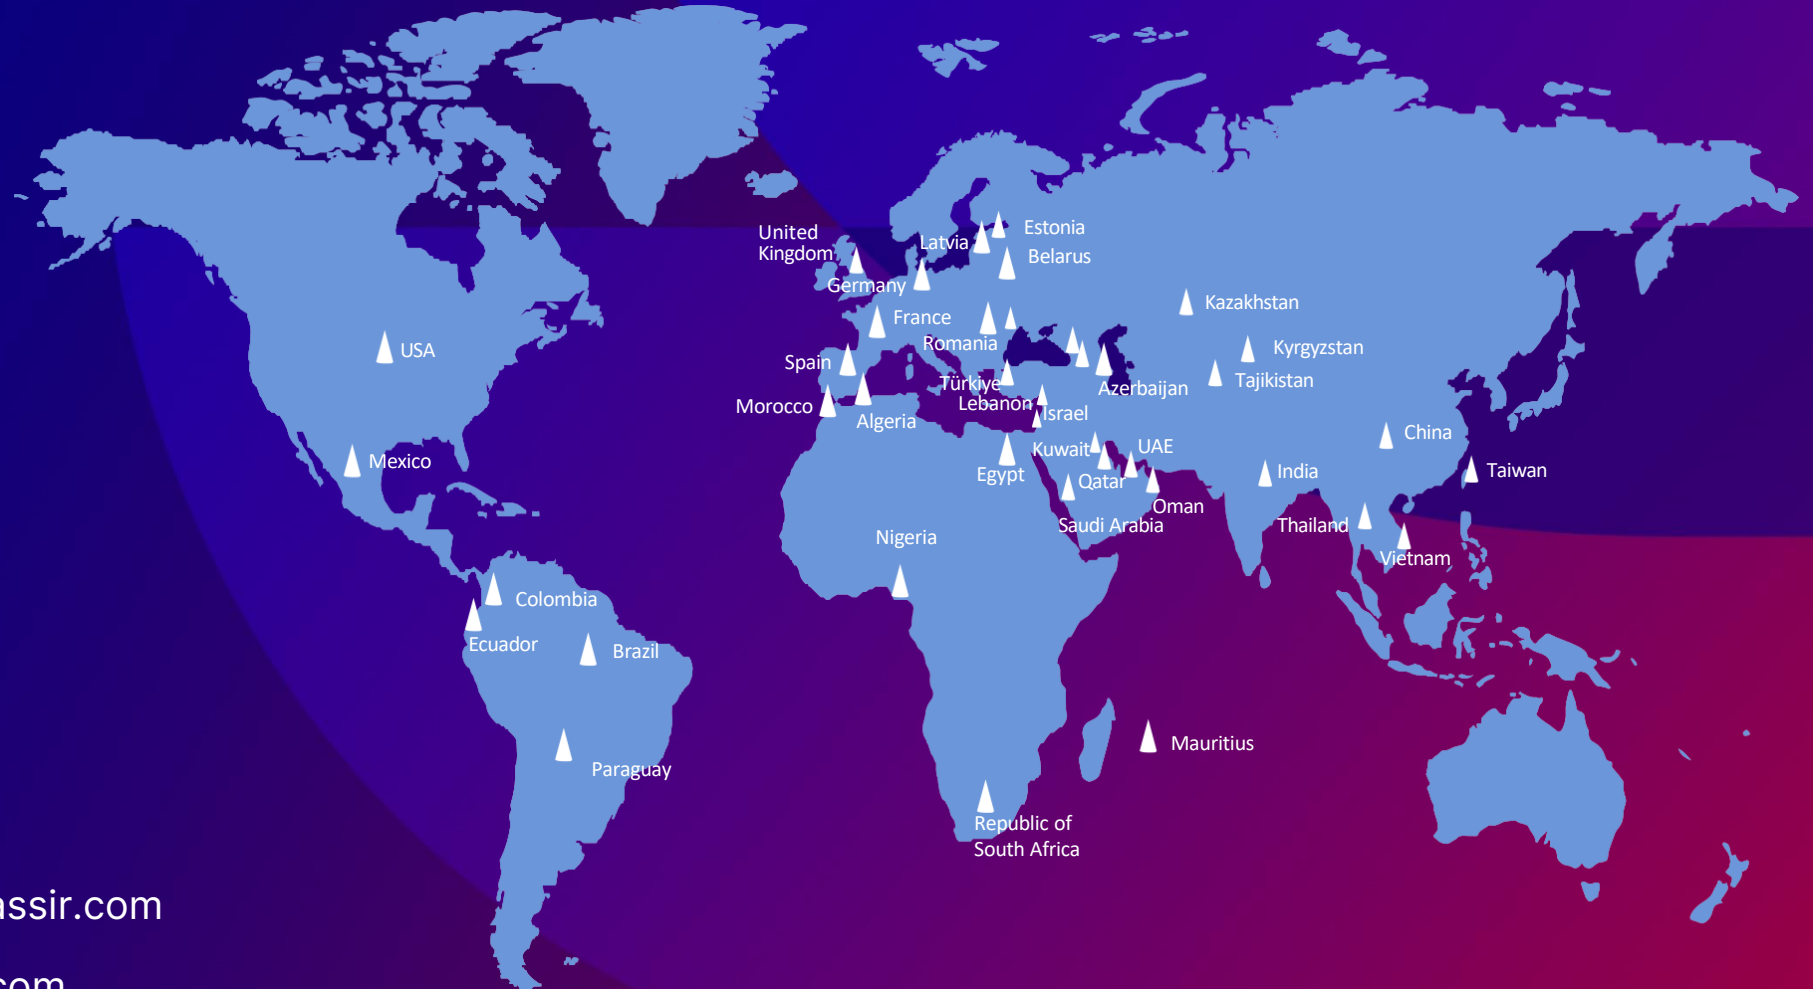 Estonia
United
Kingdom
Latvia
Belarus
Germany
Kazakhstan
France
Romania
Kyrgyzstan
USA
Spain
Tajikistan
Türkiye
Azerbaijan
Lebanon
Morocco
Israel
Algeria
China
Kuwait
UAE
Mexico
Egypt
Qatar
India
Taiwan
Oman
Saudi Arabia
Thailand
Nigeria
Vietnam
Colombia
Ecuador
Brazil
Mauritius
Paraguay
Republic of
South Africa
assir.com
com